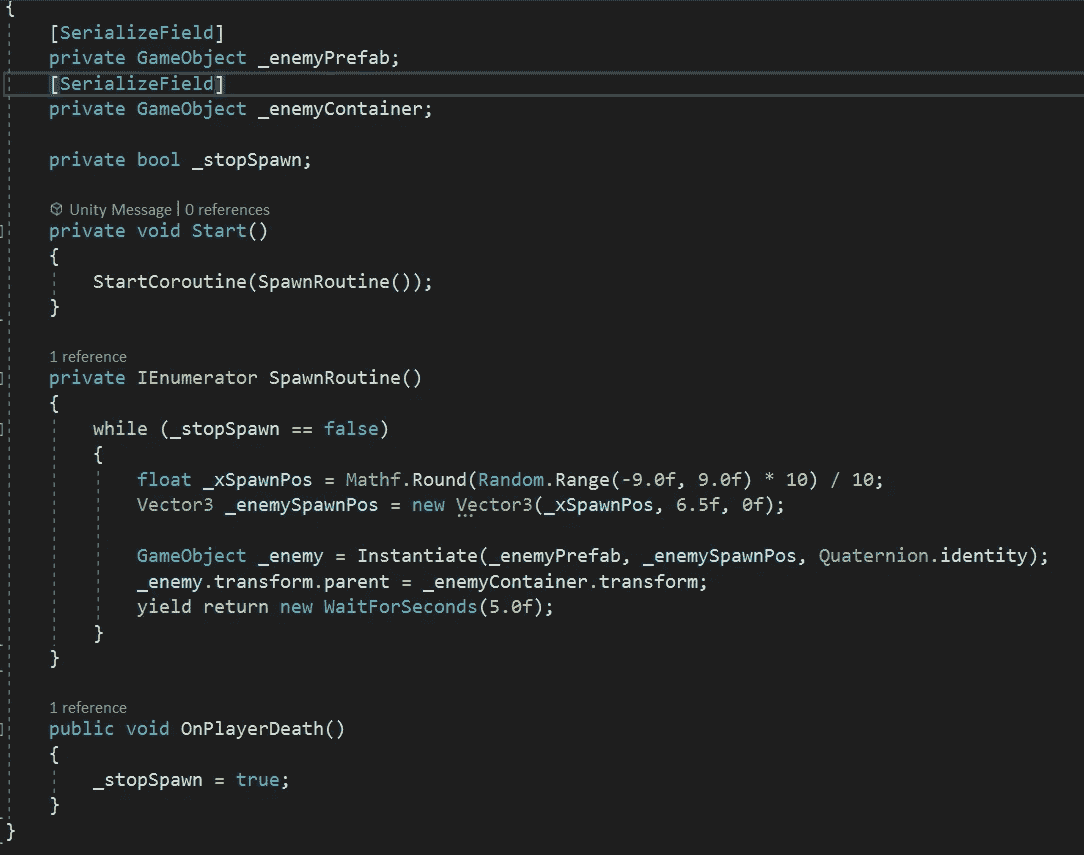 {
[SerializeField]
private GameObject _enemyPrefab;
[SerializeField]
private GameObject _enemyContainer;
private bool _stopSpawn;
Unity Message | 0 references
private void Start()
{
StartCoroutine(SpawnRoutine());
}
1 reference
private IEnumerator SpawnRoutine()
{
while (_stopSpawn == false)
{
float _xSpawnPos = Mathf.Round(Random.Range(-9.0f, 9.0f) * 10) / 10;
Vector3 _enemySpawnPos = new Vector3(_xSpawnPos, 6.5f, 0f);
GameObject _enemy = Instantiate(_enemyPrefab, _enemySpawnPos, Quaternion.identity);
_enemy.transform.parent = _enemyContainer.transform;
yield return new WaitForSeconds(5.0f);
}
}
1 reference
public void OnPlayerDeath()
{
_stopSpawn = true;
}
}